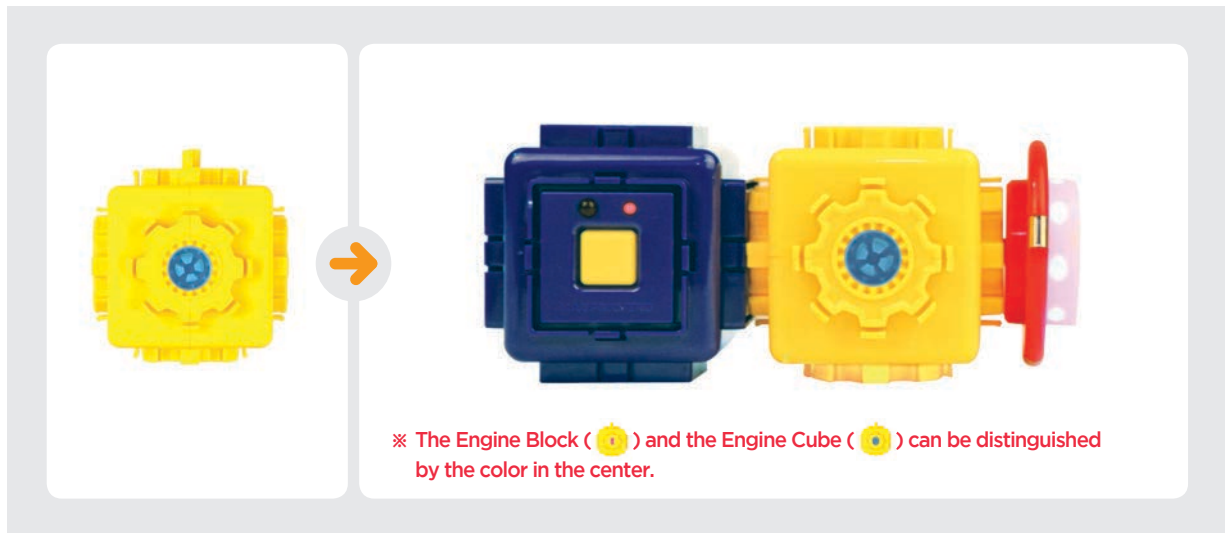 ※ The Engine Block ( ) and the Engine Cube ( ) can be distinguished
by the color in the center.